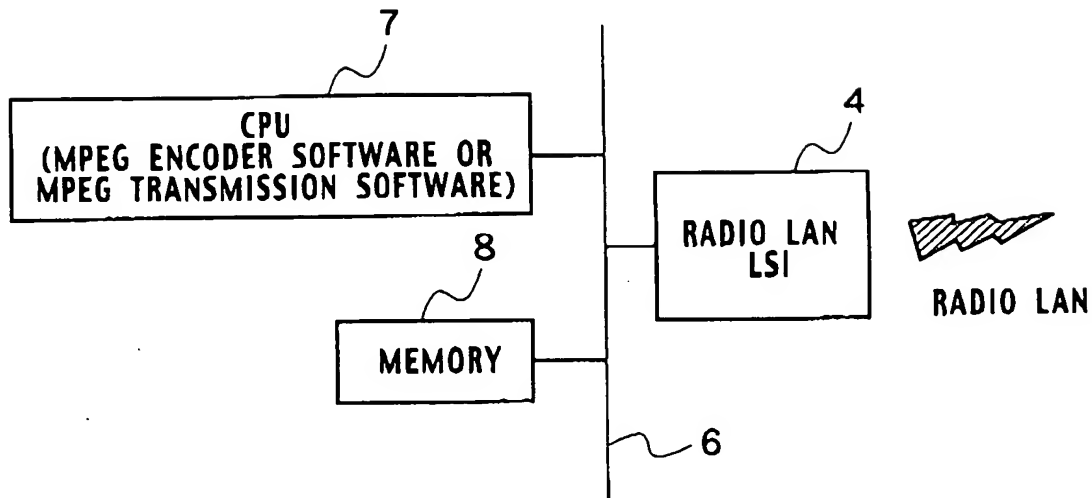 7
CPU
(MPEG ENCODER SOFTWARE OR
MPEG TRANSMISSION SOFTWARE)
4
RADIO LAN
LSI
RADIO LAN
8
MEMORY
6